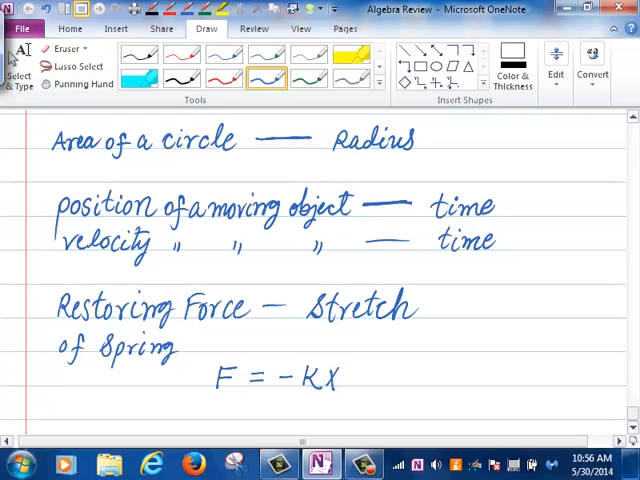 Algebra Review - Microsoft OneNote
File Home Insert Share Draw History Review View
Select & Type
Eraser
Lasso Select
Panning Hand
Tools
Insert Shapes
Color & Thickness
Edit
Convert
Area of a circle — Radius
position of a moving object — time
velocity " " " — time
Restoring Force — Stretch
of Spring
F = - K X
10:56 AM
5/30/2014